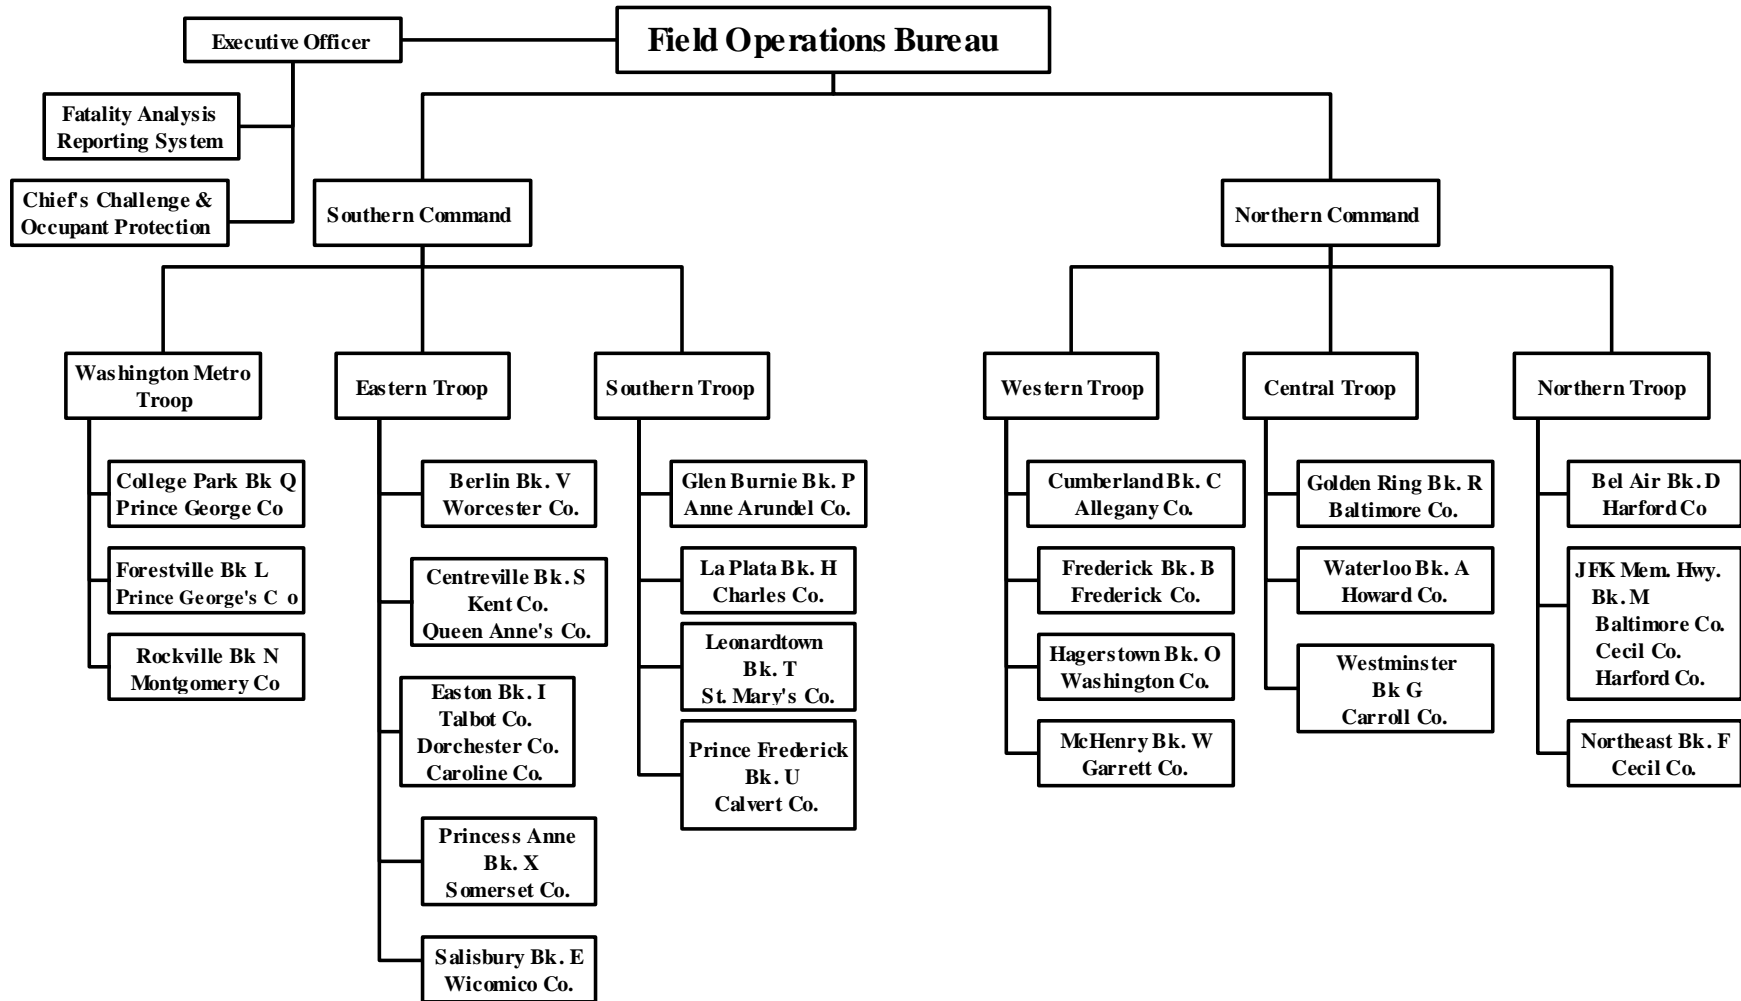 Field Operations Bureau
Executive Officer
Fatality Analysis
Reporting System
Chief's Challenge &
Occupant Protection
Southern Command
Northern Command
Washington Metro
Troop
Eastern Troop
Southern Troop
Western Troop
Central Troop
Northern Troop
College Park Bk Q
Prince George Co
Forestville Bk L
Prince George's C o
Rockville Bk N
Montgomery Co
Berlin Bk. V
Worcester Co.
Centreville Bk. S
Kent Co.
Queen Anne's Co.
Easton Bk. I
Talbot Co.
Dorchester Co.
Caroline Co.
Princess Anne
Bk. X
Somerset Co.
Salisbury Bk. E
Wicomico Co.
Glen Burnie Bk. P
Anne Arundel Co.
La Plata Bk. H
Charles Co.
Leonardtown
Bk. T
St. Mary's Co.
Prince Frederick
Bk. U
Calvert Co.
Cumberland Bk. C
Allegany Co.
Frederick Bk. B
Frederick Co.
Hagerstown Bk. O
Washington Co.
McHenry Bk. W
Garrett Co.
Golden Ring Bk. R
Baltimore Co.
Waterloo Bk. A
Howard Co.
Westminster
Bk G
Carroll Co.
Bel Air Bk. D
Harford Co
JFK Mem. Hwy.
Bk. M
Baltimore Co.
Cecil Co.
Harford Co.
Northeast Bk. F
Cecil Co.